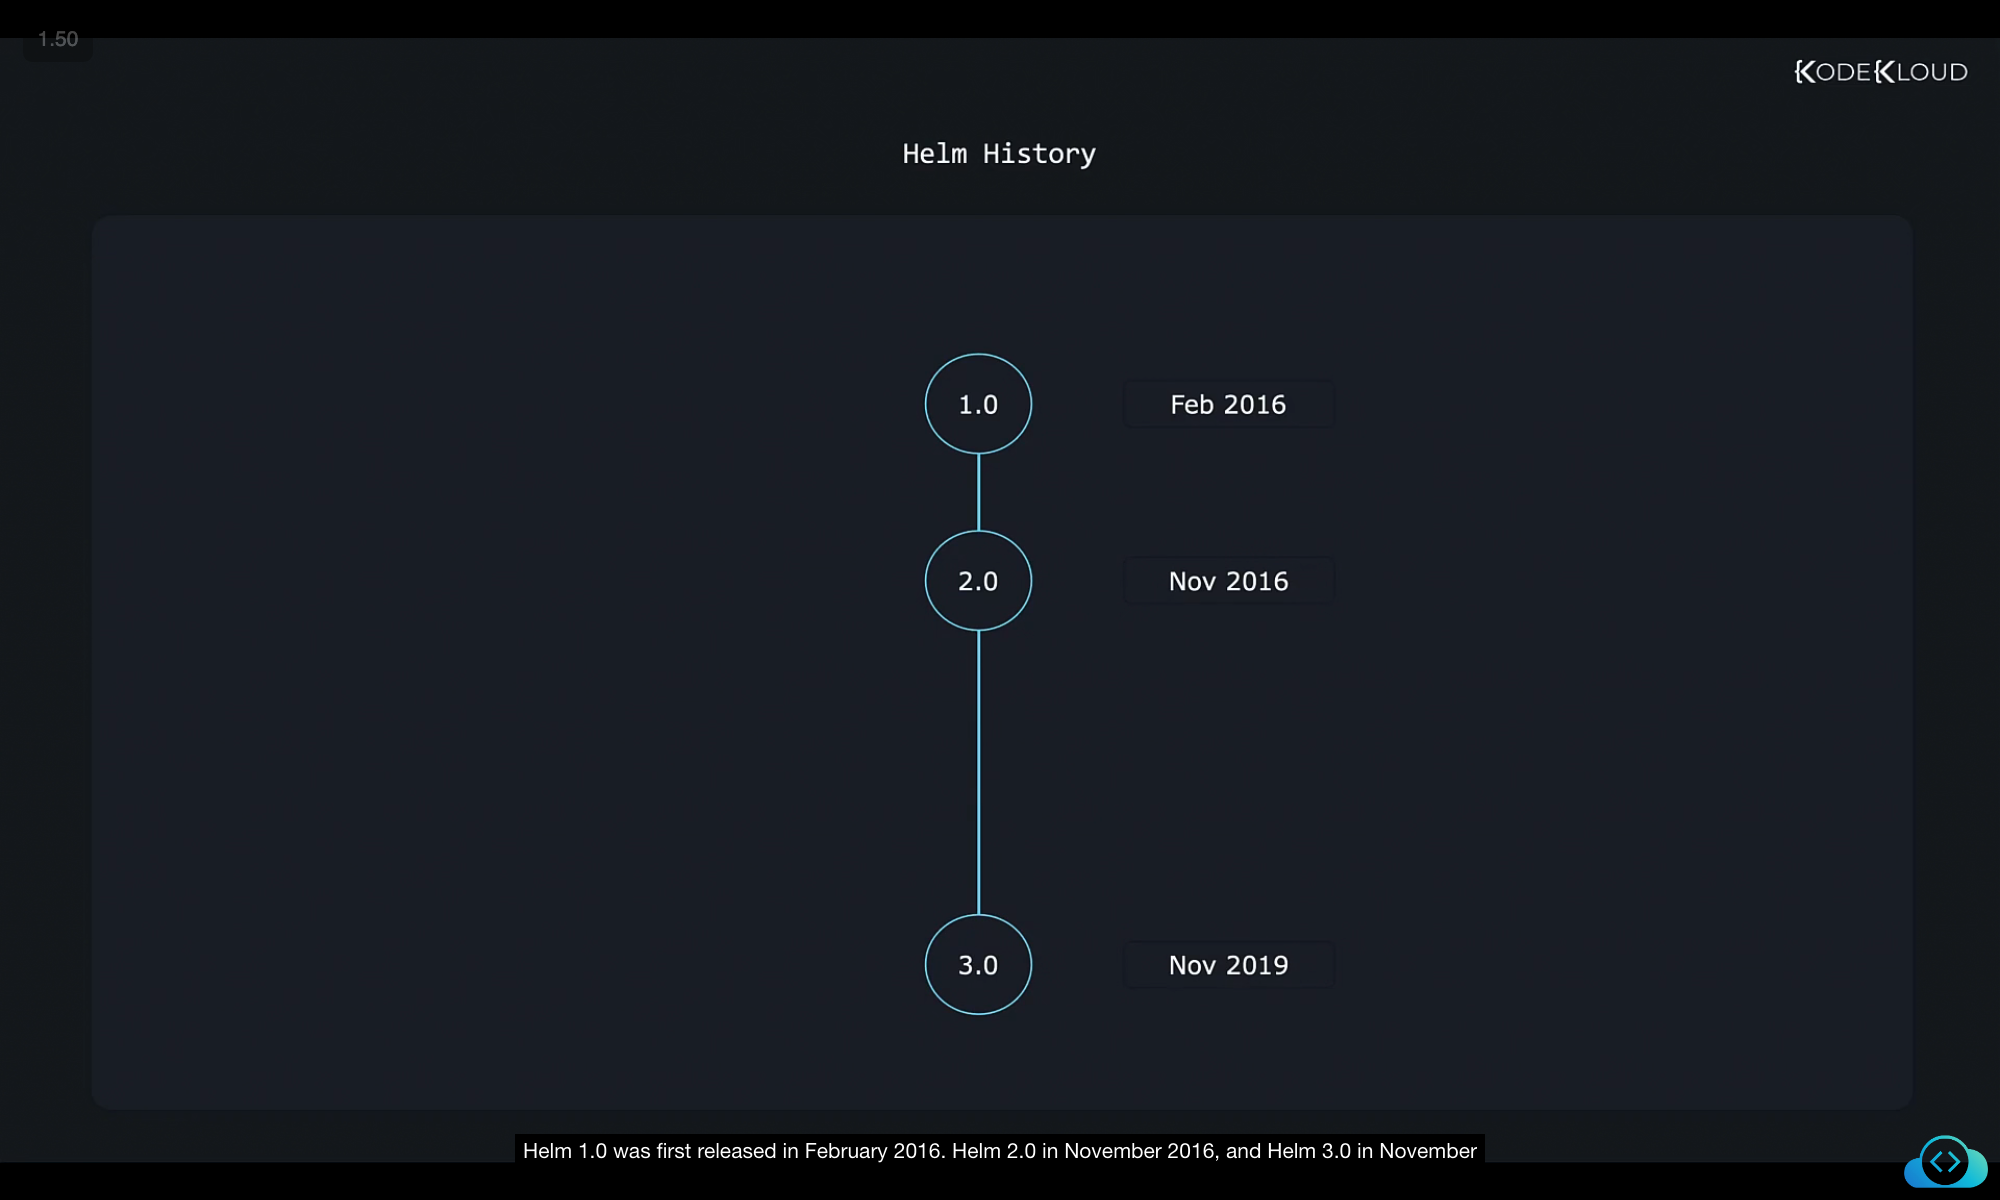 1.50
KODEKLOUD
Helm History
1.0 Feb 2016
2.0 Nov 2016
3.0 Nov 2019
Helm 1.0 was first released in February 2016. Helm 2.0 in November 2016, and Helm 3.0 in November